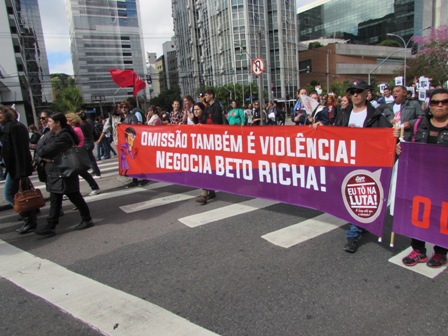 OMISSÃO TAMBÉM É VIOLÊNCIA!
NEGOCIA BETO RICHA!
EU TÔ NA
LUTA!
O